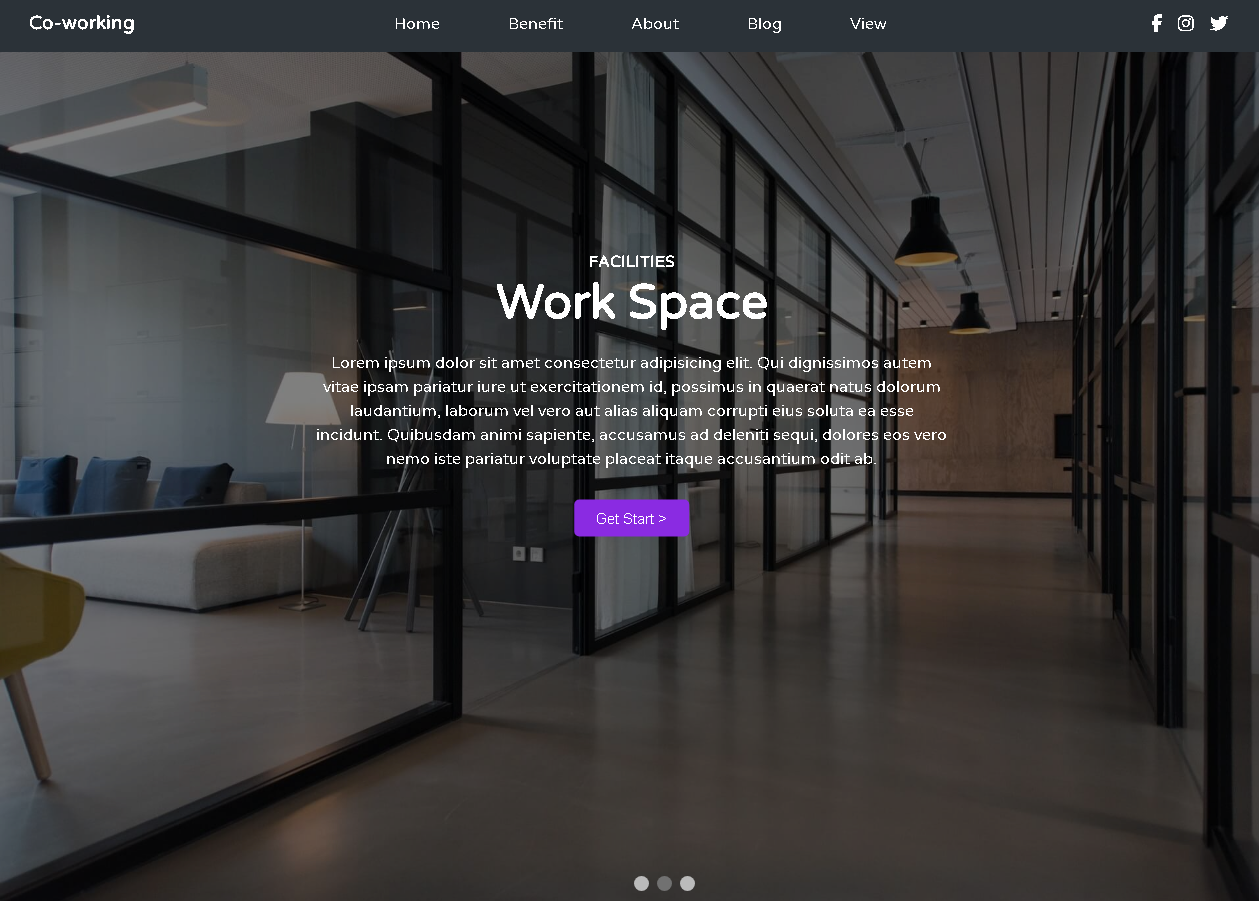 Co-working
Home
Benefit
About
Blog
View
FACILITIES
Work Space
Lorem ipsum dolor sit amet consectetur adipisicing elit. Qui dignissimos autem
vitae ipsam pariatur iure ut exercitationem id, possimus in quaerat natus dolorum
laudantium, laborum vel vero aut alias aliquam corrupti eius soluta ea esse
incidunt. Quibusdam animi sapiente, accusamus ad deleniti sequi, dolores eos vero
nemo iste pariatur voluptate placeat itaque accusantium odit ab.
Get Start >